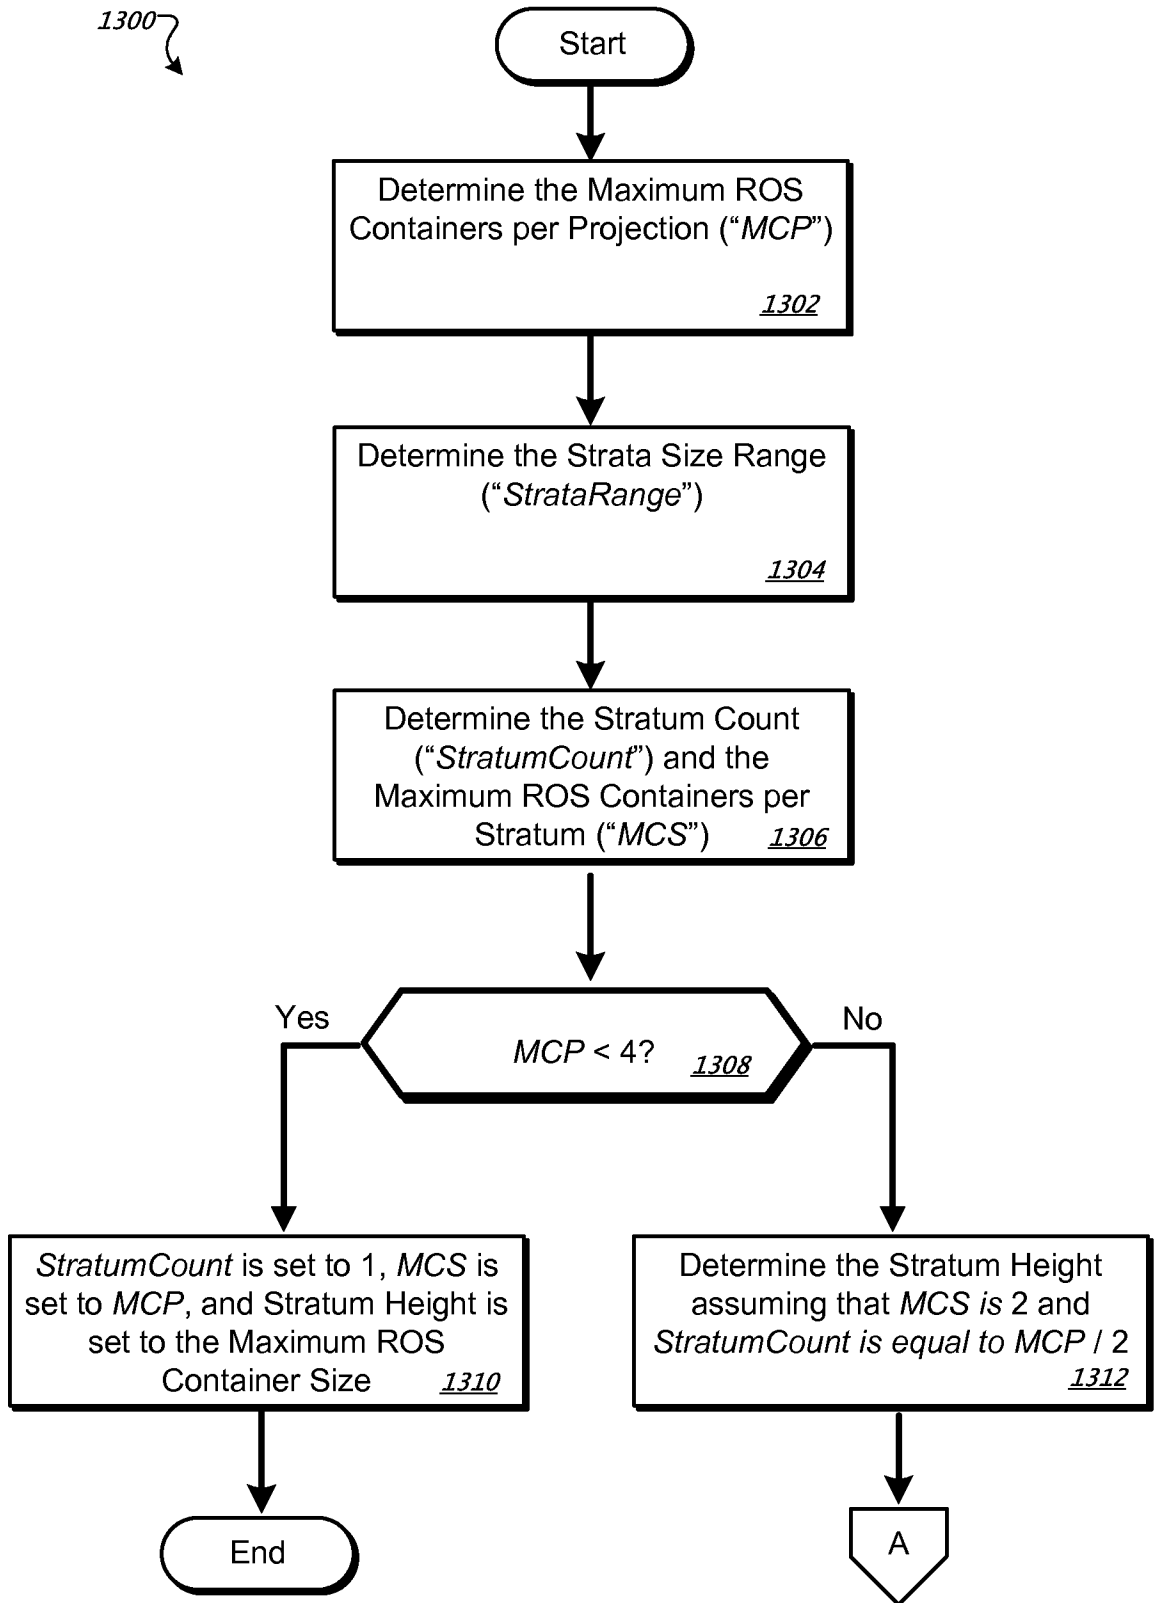 1300
Start
Determine the Maximum ROS
Containers per Projection (“MCP”)
1302
Determine the Strata Size Range
(“StrataRange”)
1304
Determine the Stratum Count
(“StratumCount”) and the
Maximum ROS Containers per
Stratum (“MCS”)
1306
Yes
No
MCP < 4?
1308
StratumCount is set to 1, MCS is
set to MCP, and Stratum Height is
set to the Maximum ROS
Container Size
1310
Determine the Stratum Height
assuming that MCS is 2 and
StratumCount is equal to MCP / 2
1312
End
A